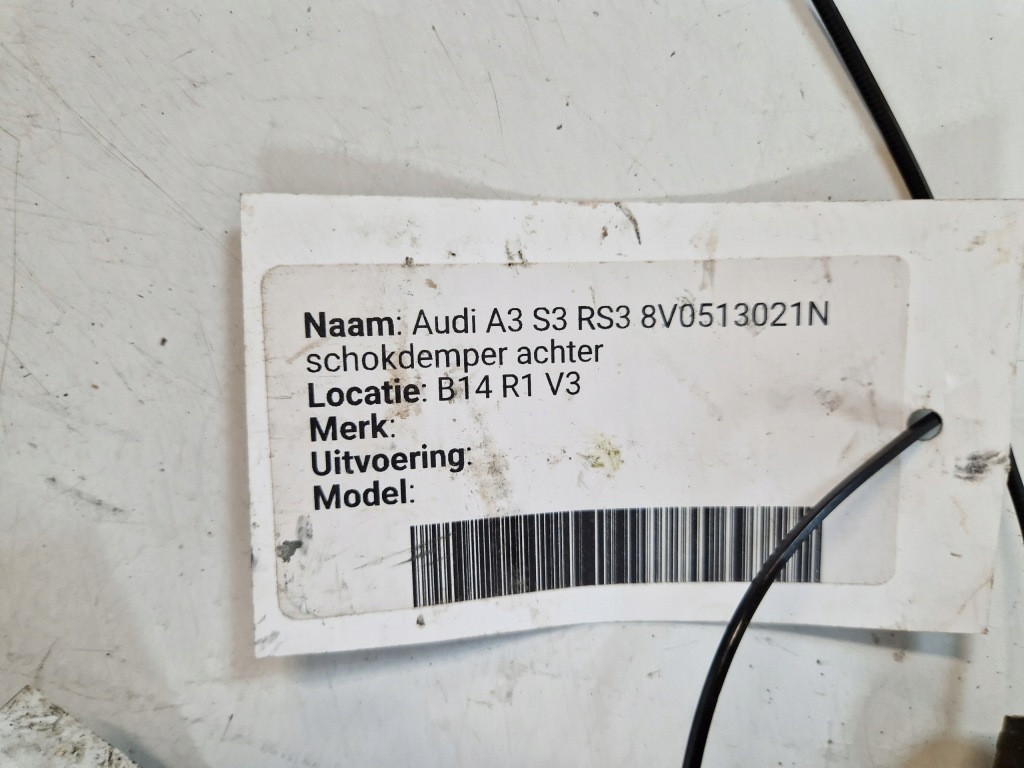 Naam: Audi A3 S3 RS3 8V0513021N
schokdemper achter
Locatie: B14 R1 V3
Merk:
Uitvoering:
Model: